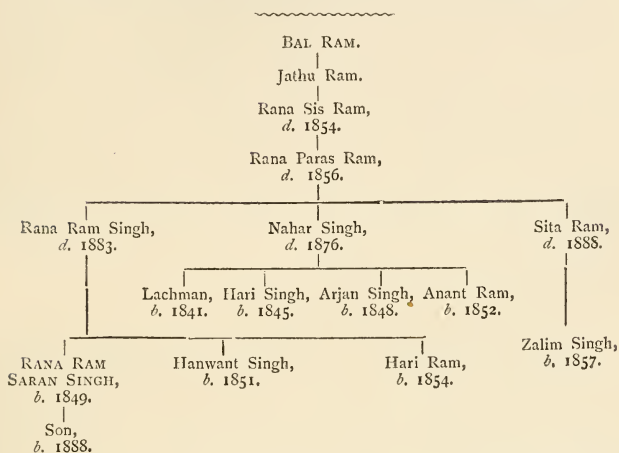 BAL RAM.
Jathu Ram.
Rana Sis Ram,
d. 1854.
Rana Paras Ram,
d. 1856.
Rana Ram Singh, Nahar Singh, Sita Ram,
d. 1883. d. 1876. d. 1888.
Lachman, Hari Singh, Arjan Singh, Anant Ram,
b. 1841. b. 1845. b. 1848. b. 1852.
RANA RAM SARAN SINGH,
b. 1849.
Hanwant Singh,
b. 1851.
Hari Ram,
b. 1854.
Zalim Singh,
b. 1857.
Son,
b. 1888.